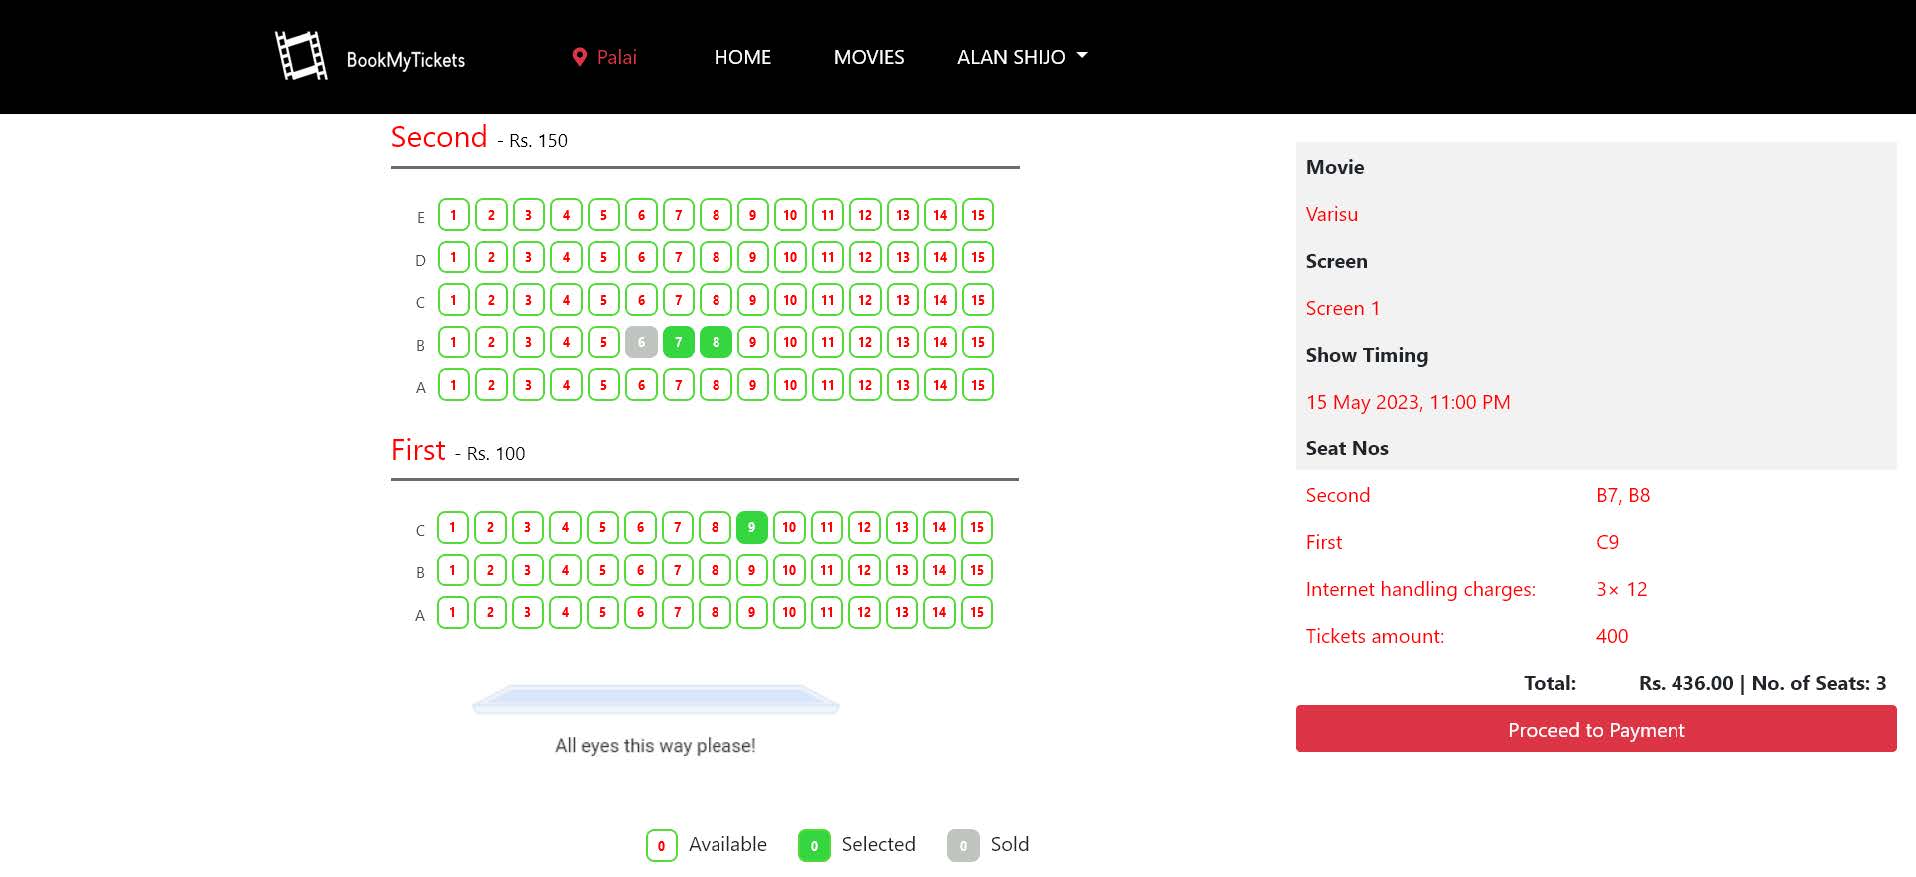 BookMyTickets Palai HOME MOVIES ALAN SHIJO
Second - Rs. 150
E 1 2 3 4 5 6 7 8 9 10 11 12 13 14 15
D 1 2 3 4 5 6 7 8 9 10 11 12 13 14 15
C 1 2 3 4 5 6 7 8 9 10 11 12 13 14 15
B 1 2 3 4 5 6 7 8 9 10 11 12 13 14 15
A 1 2 3 4 5 6 7 8 9 10 11 12 13 14 15
First - Rs. 100
C 1 2 3 4 5 6 7 8 9 10 11 12 13 14 15
B 1 2 3 4 5 6 7 8 9 10 11 12 13 14 15
A 1 2 3 4 5 6 7 8 9 10 11 12 13 14 15
All eyes this way please!
0 Available 0 Selected 0 Sold
Movie
Varisu
Screen
Screen 1
Show Timing
15 May 2023, 11:00 PM
Seat Nos
Second B7, B8
First C9
Internet handling charges: 3× 12
Tickets amount: 400
Total: Rs. 436.00 | No. of Seats: 3
Proceed to Payment